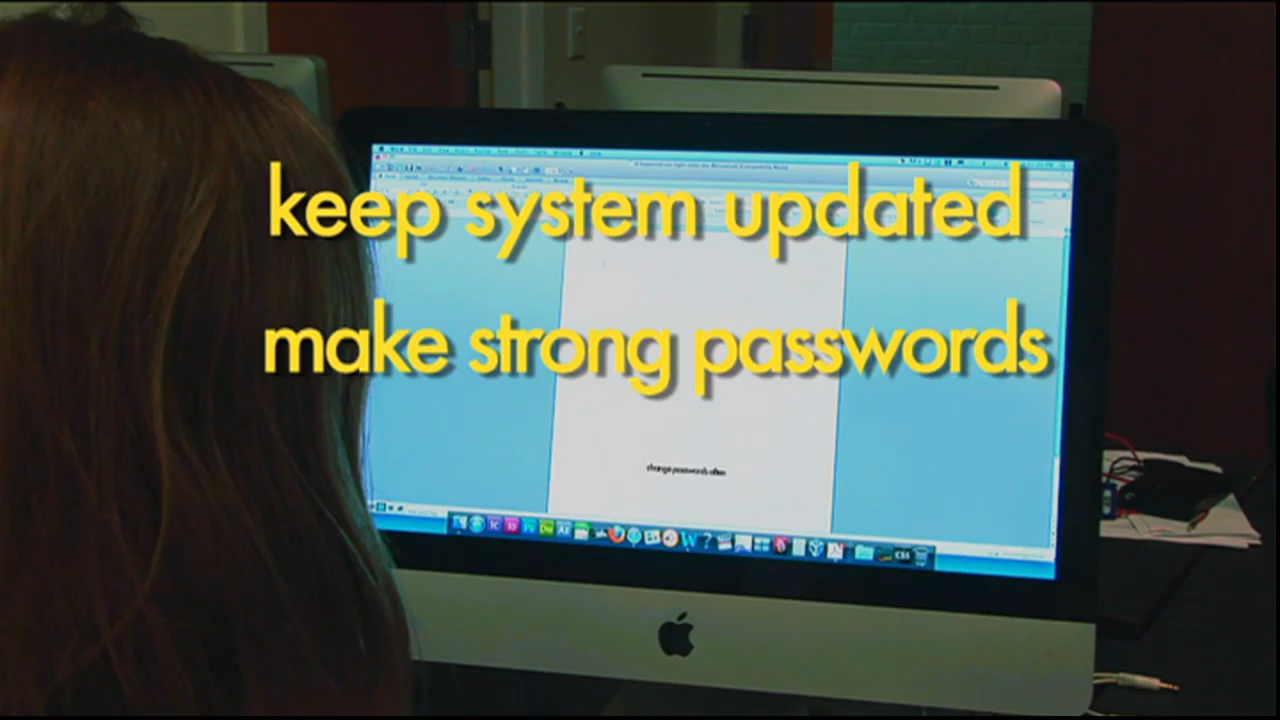 keep system updated
make strong passwords
change passwords often